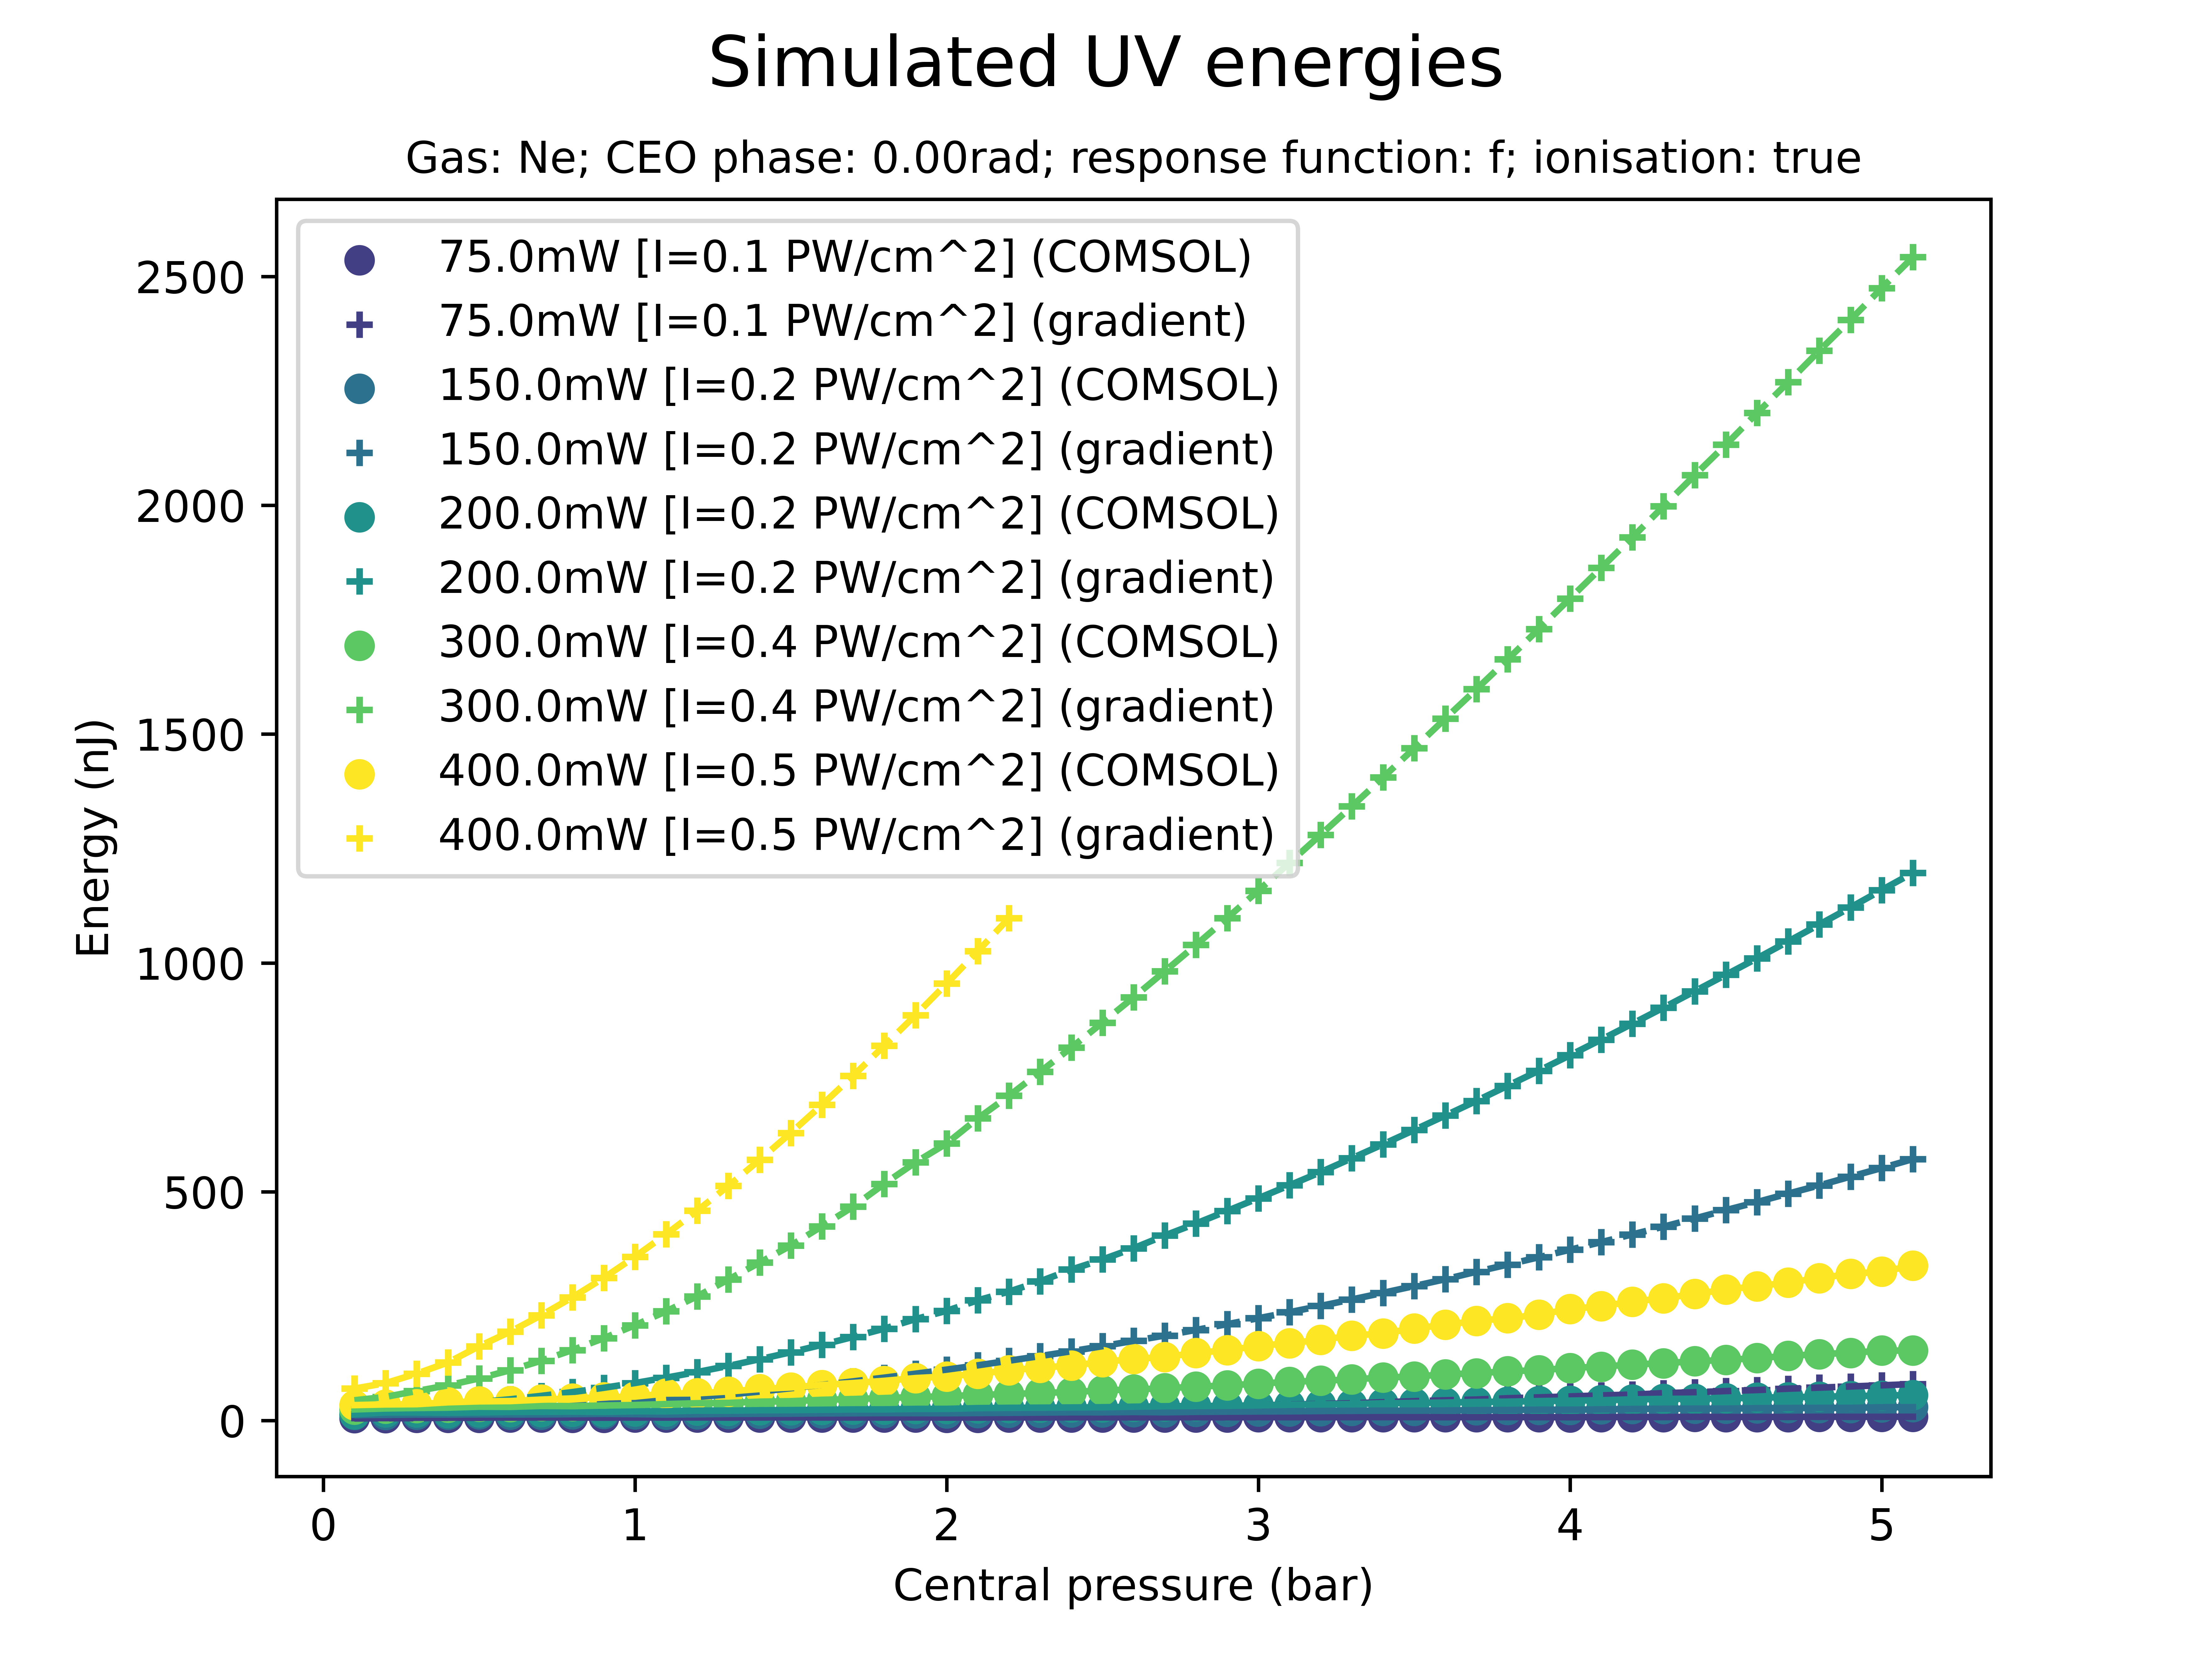 Simulated UV energies
Gas: Ne; CEO phase: 0.00rad; response function: f; ionisation: true
75.0mW [I=0.1 PW/cm^2] (COMSOL)
75.0mW [I=0.1 PW/cm^2] (gradient)
150.0mW [I=0.2 PW/cm^2] (COMSOL)
150.0mW [I=0.2 PW/cm^2] (gradient)
200.0mW [I=0.2 PW/cm^2] (COMSOL)
200.0mW [I=0.2 PW/cm^2] (gradient)
300.0mW [I=0.4 PW/cm^2] (COMSOL)
300.0mW [I=0.4 PW/cm^2] (gradient)
400.0mW [I=0.5 PW/cm^2] (COMSOL)
400.0mW [I=0.5 PW/cm^2] (gradient)
Energy (nJ)
2500
2000
1500
1000
500
0
0 1 2 3 4 5
Central pressure (bar)